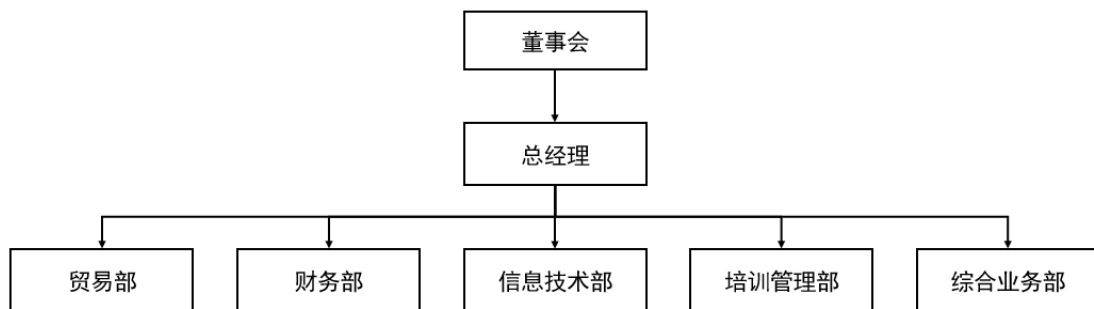 董事会
总经理
贸易部
财务部
信息技术部
培训管理部
综合业务部